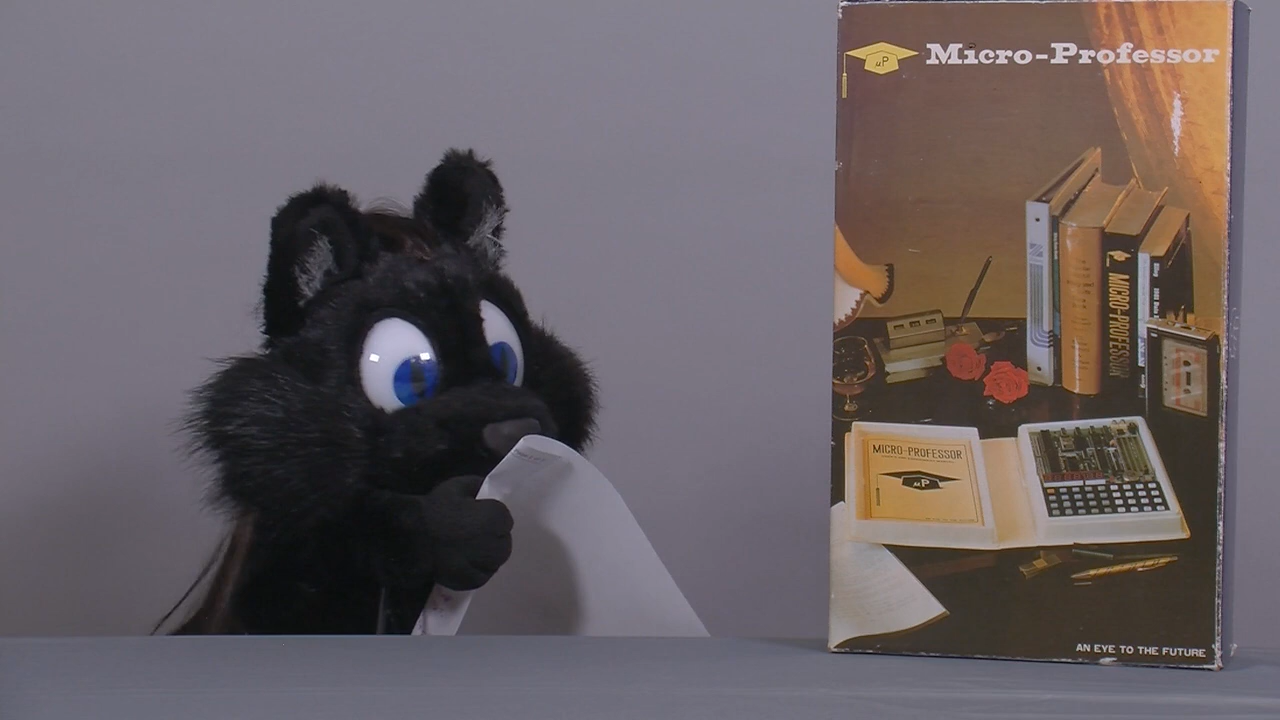 µP
Micro-Professor
MICRO-PROFESSOR
MICRO-PROFESSOR
µP
AN EYE TO THE FUTURE